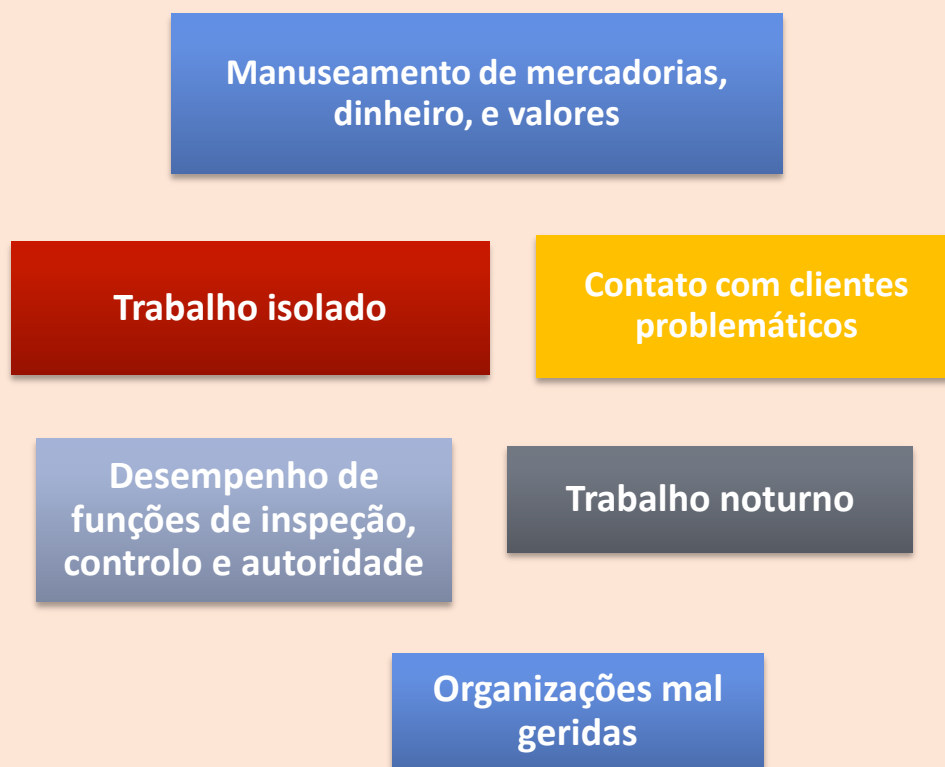 Manuseamento de mercadorias,
dinheiro, e valores
Trabalho isolado
Contato com clientes
problemáticos
Desempenho de
funções de inspeção,
controlo e autoridade
Trabalho noturno
Organizações mal
geridas